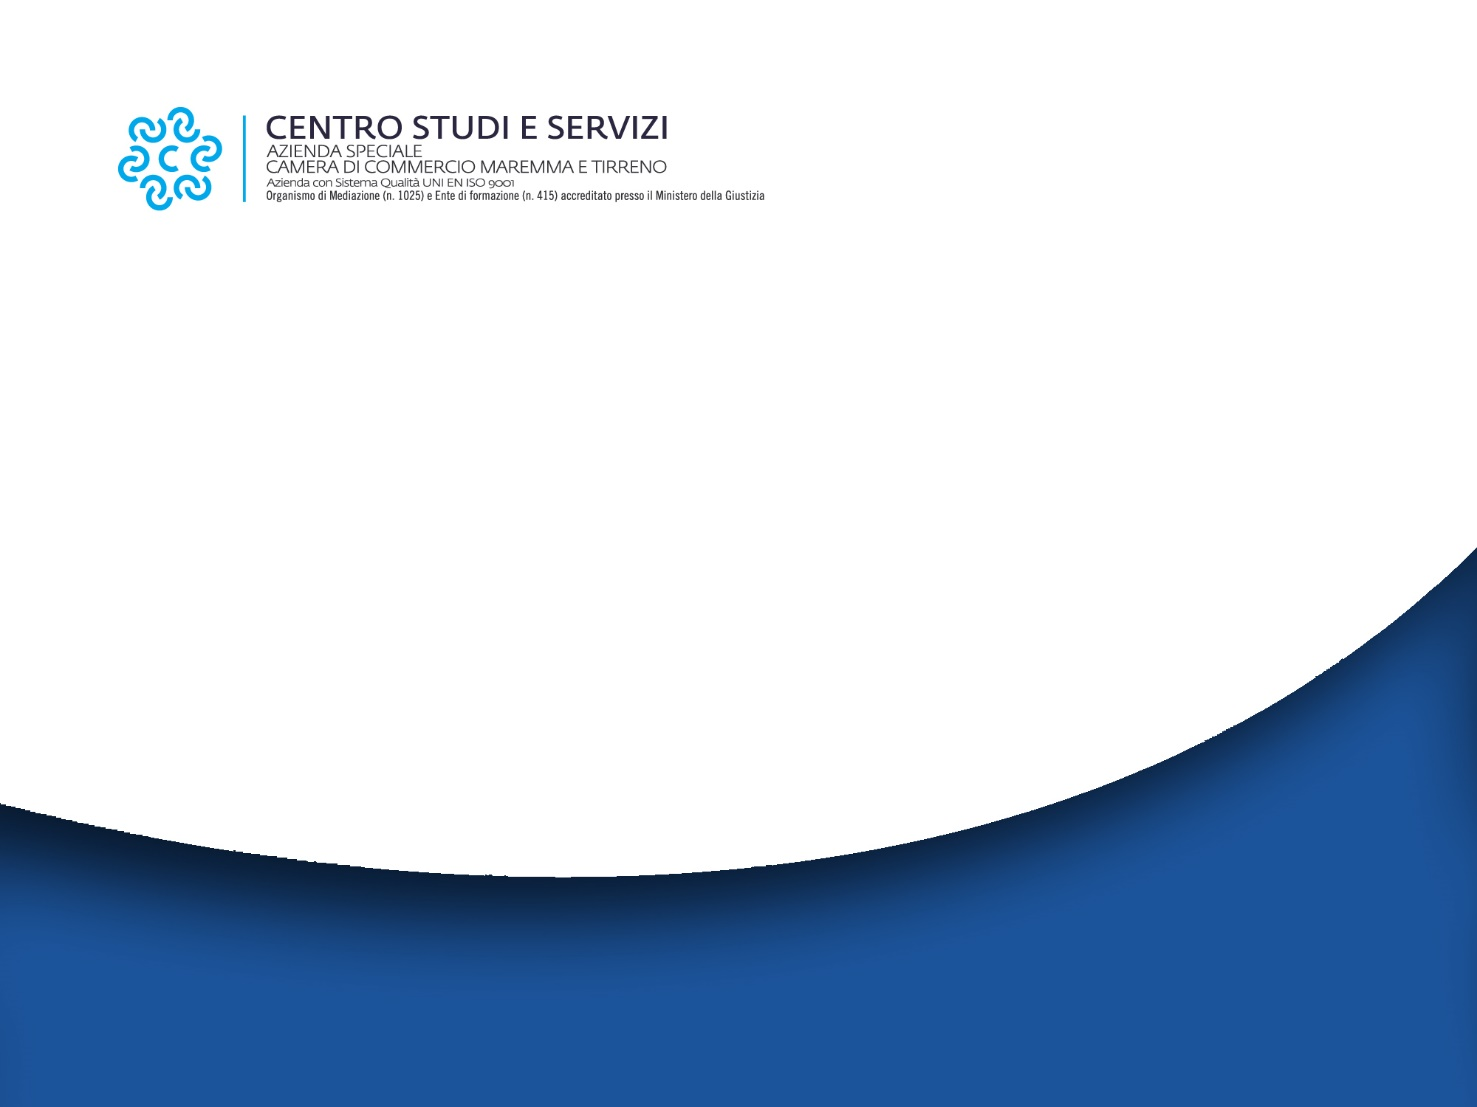 CENTRO STUDI E SERVIZI
AZIENDA SPECIALE
CAMERA DI COMMERCIO MAREMMA E TIRRENO
Azienda con Sistema Qualità UNI EN ISO 9001
Organismo di Mediazione (n. 1025) e Ente di formazione (n. 415) accreditato presso il Ministero della Giustizia